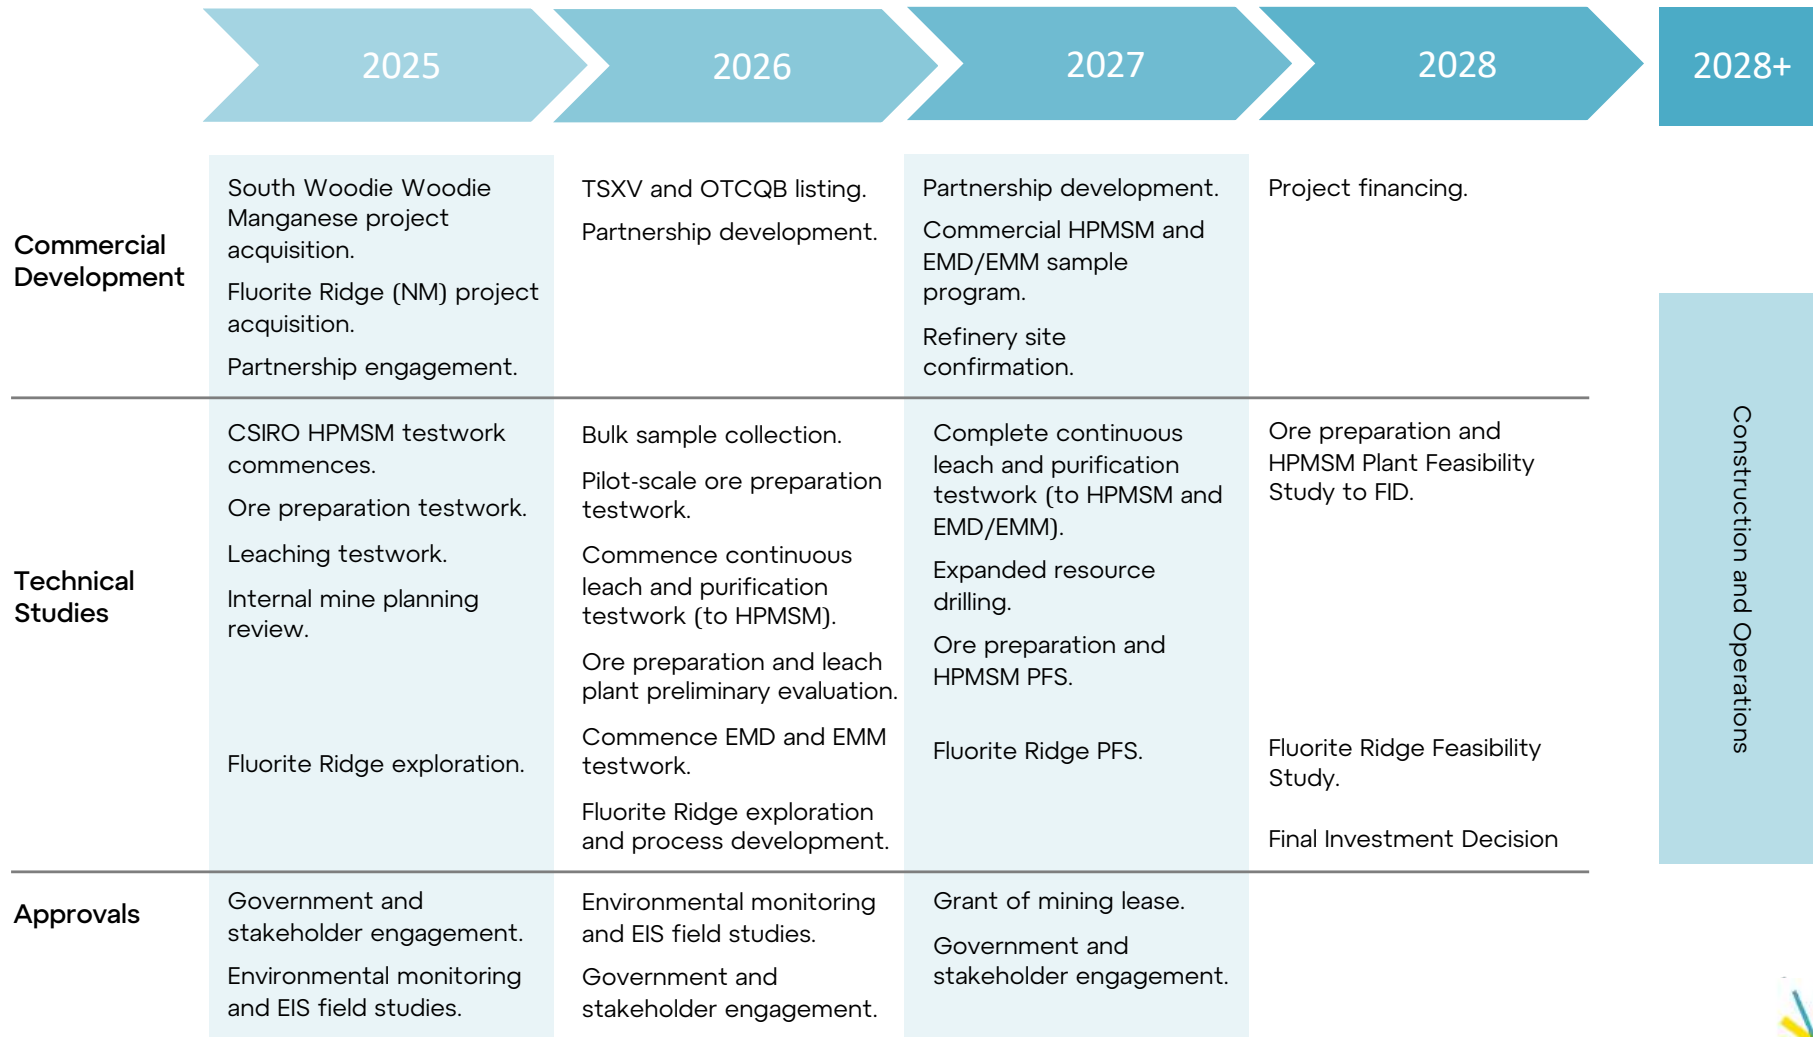 2025
2026
2027
2028
2028+
Commercial
Development
South Woodie Woodie
Manganese project
acquisition.
Fluorite Ridge (NM) project
acquisition.
Partnership engagement.
TSXV and OTCQB listing.
Partnership development.
Partnership development.
Commercial HPMSM and
EMD/EMM sample
program.
Refinery site
confirmation.
Project financing.
Technical
Studies
CSIRO HPMSM testwork
commences.
Ore preparation testwork.
Leaching testwork.
Internal mine planning
review.
Fluorite Ridge exploration.
Bulk sample collection.
Pilot-scale ore preparation
testwork.
Commence continuous
leach and purification
testwork (to HPMSM).
Ore preparation and leach
plant preliminary evaluation.
Commence EMD and EMM
testwork.
Fluorite Ridge exploration
and process development.
Complete continuous
leach and purification
testwork (to HPMSM and
EMD/EMM).
Expanded resource
drilling.
Ore preparation and
HPMSM PFS.
Fluorite Ridge PFS.
Ore preparation and
HPMSM Plant Feasibility
Study to FID.
Fluorite Ridge Feasibility
Study.
Final Investment Decision
Approvals
Government and
stakeholder engagement.
Environmental monitoring
and EIS field studies.
Environmental monitoring
and EIS field studies.
Government and
stakeholder engagement.
Grant of mining lease.
Government and
stakeholder engagement.
Construction and Operations